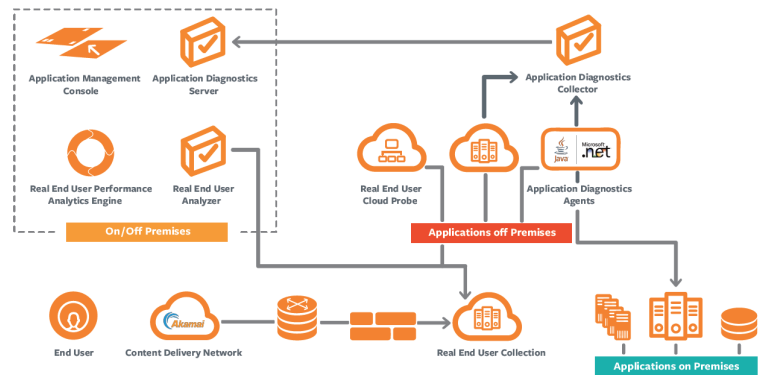 Application Management
Console
Application Diagnostics
Server
Application Diagnostics
Collector
Real End User Performance
Analytics Engine
Real End User
Analyzer
Real End User
Cloud Probe
Java
Microsoft
.net
Application Diagnostics
Agents
On/Off Premises
Applications off Premises
End User
Akamai
Content Delivery Network
Real End User Collection
Applications on Premises